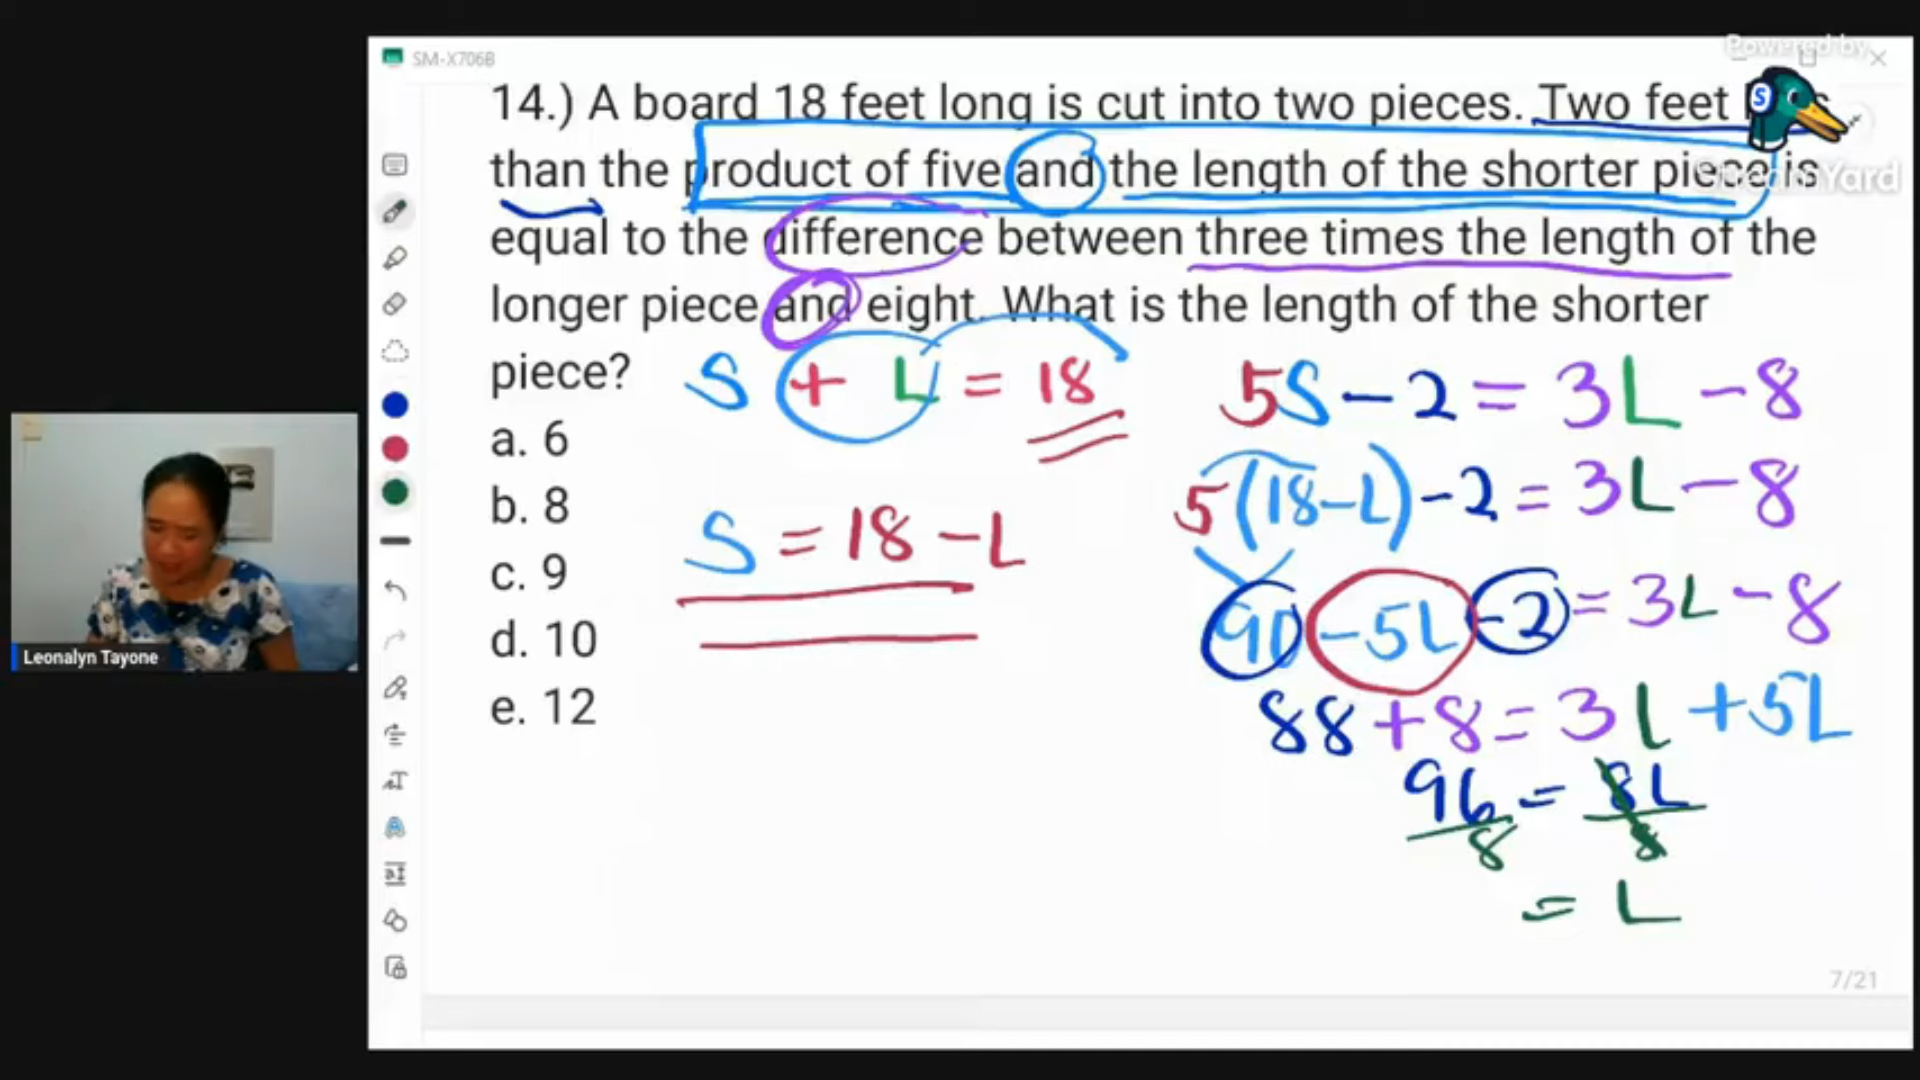 Powered by
SM-X706B
14.) A board 18 feet long is cut into two pieces. Two feet
S
than the product of five and the length of the shorter piece is
StreamYard
equal to the difference between three times the length of the
longer piece and eight. What is the length of the shorter
piece?
S + L = 18
5S - 2 = 3L - 8
a. 6
5(18-L) - 2 = 3L - 8
b. 8
S = 18 - L
c. 9
90 - 5L - 2 = 3L - 8
d. 10
Leonalyn Tayone
e. 12
88 + 8 = 3L + 5L
96 = 8L
8 8
= L
7/21